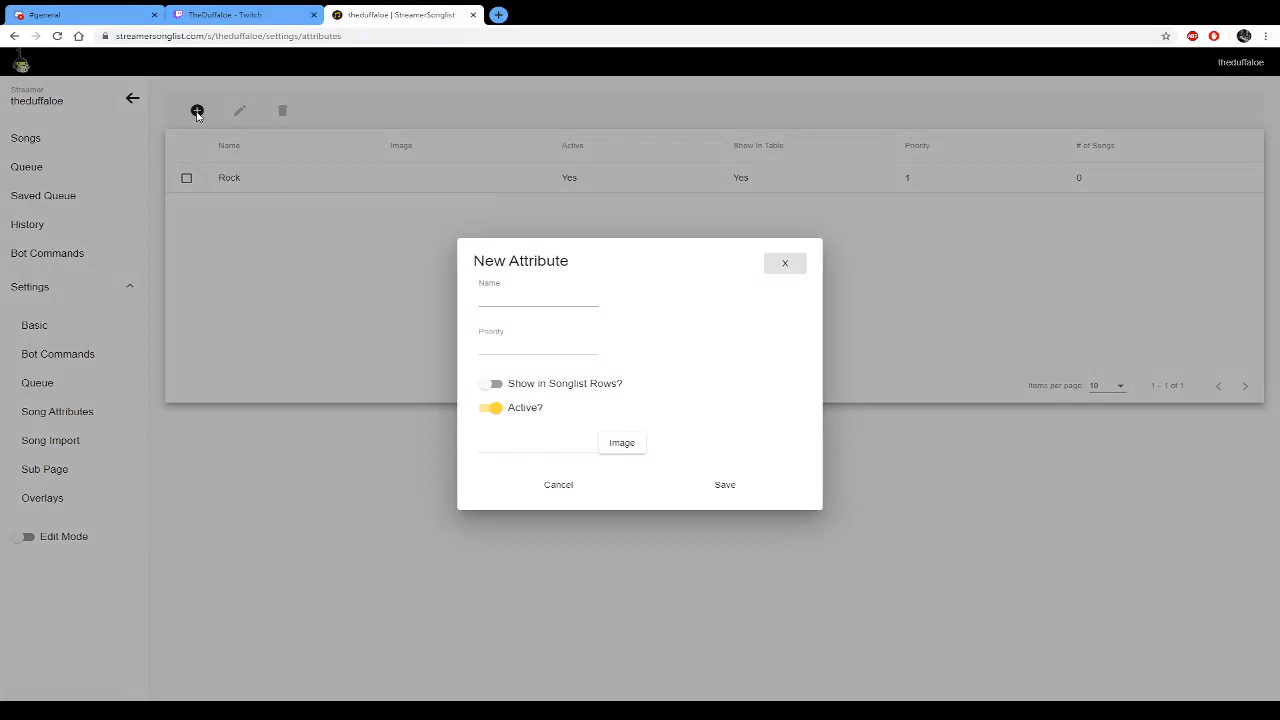 #general
TheDuffaloe - Twitch
theduffaloe | StreamerSonglist
streamersonglist.com/s/theduffaloe/settings/attributes
ABP
theduffaloe
Streamer
theduffaloe
Songs
Queue
Saved Queue
History
Bot Commands
Settings
Basic
Bot Commands
Queue
Song Attributes
Song Import
Sub Page
Overlays
Edit Mode
Name Image Active Show In Table Priority # of Songs
Rock Yes Yes 1 0
Items per page: 10 1 – 1 of 1
New Attribute
X
Name
Priority
Show in Songlist Rows?
Active?
Image
Cancel Save